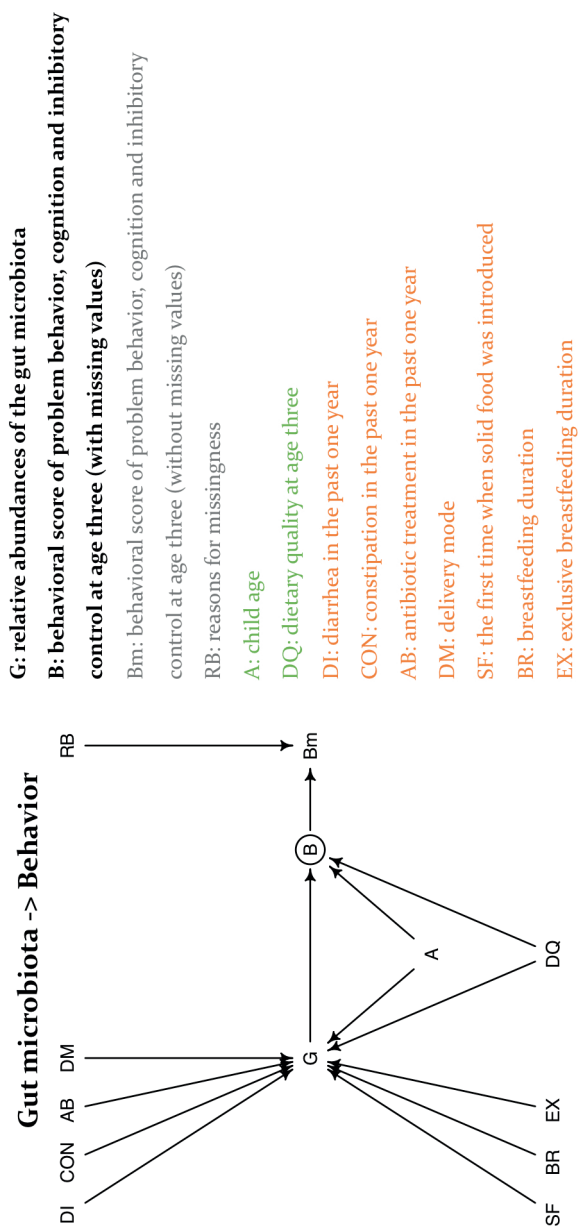 Gut microbiota -> Behavior
DI
CON
AB
DM
RB
G
B
Bm
A
SF
BR
EX
DQ
G: relative abundances of the gut microbiota
B: behavioral score of problem behavior, cognition and inhibitory
control at age three (with missing values)
Bm: behavioral score of problem behavior, cognition and inhibitory
control at age three (without missing values)
RB: reasons for missingness
A: child age
DQ: dietary quality at age three
DI: diarrhea in the past one year
CON: constipation in the past one year
AB: antibiotic treatment in the past one year
DM: delivery mode
SF: the first time when solid food was introduced
BR: breastfeeding duration
EX: exclusive breastfeeding duration